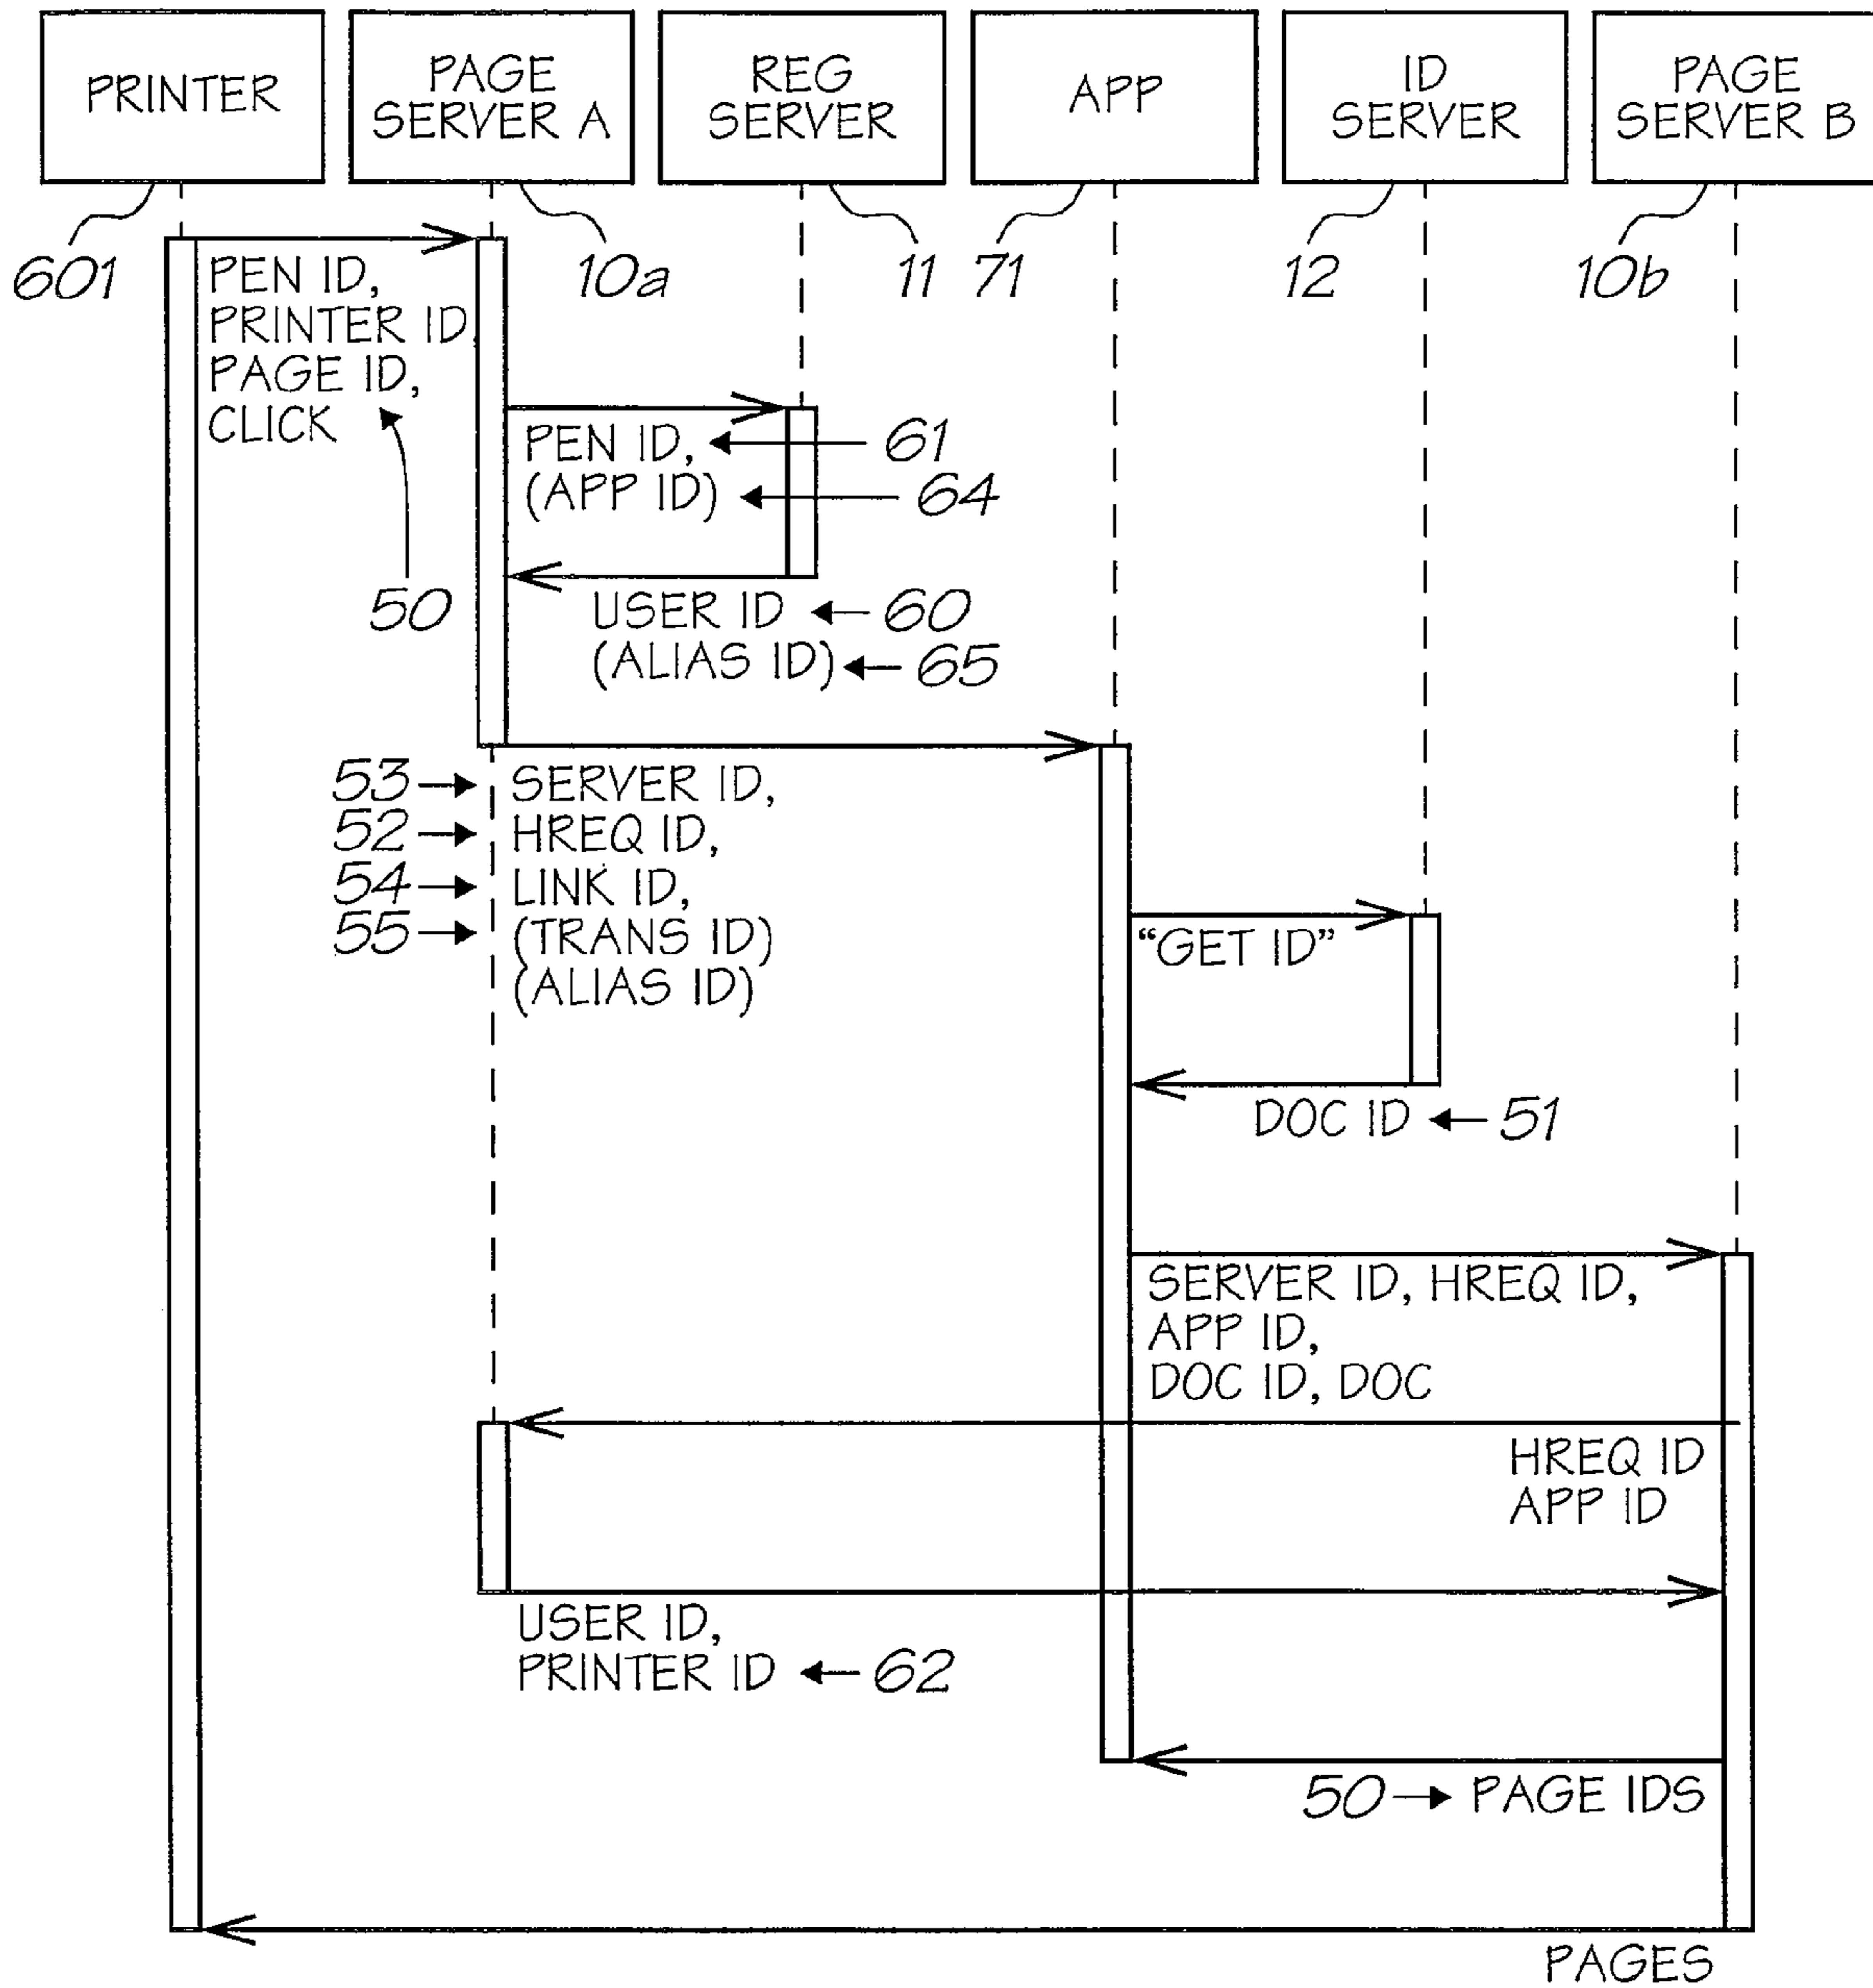 PRINTER
PAGE
SERVER A
REG
SERVER
APP
ID
SERVER
PAGE
SERVER B
601
10a
11
71
12
10b
PEN ID,
PRINTER ID
PAGE ID,
CLICK
50
PEN ID,
61
(APP ID)
64
USER ID
60
(ALIAS ID)
65
53
SERVER ID,
52
HREQ ID,
54
LINK ID,
55
(TRANS ID)
(ALIAS ID)
“GET ID”
DOC ID
51
SERVER ID, HREQ ID,
APP ID,
DOC ID, DOC
HREQ ID
APP ID
USER ID,
PRINTER ID
62
50
PAGE IDS
PAGES